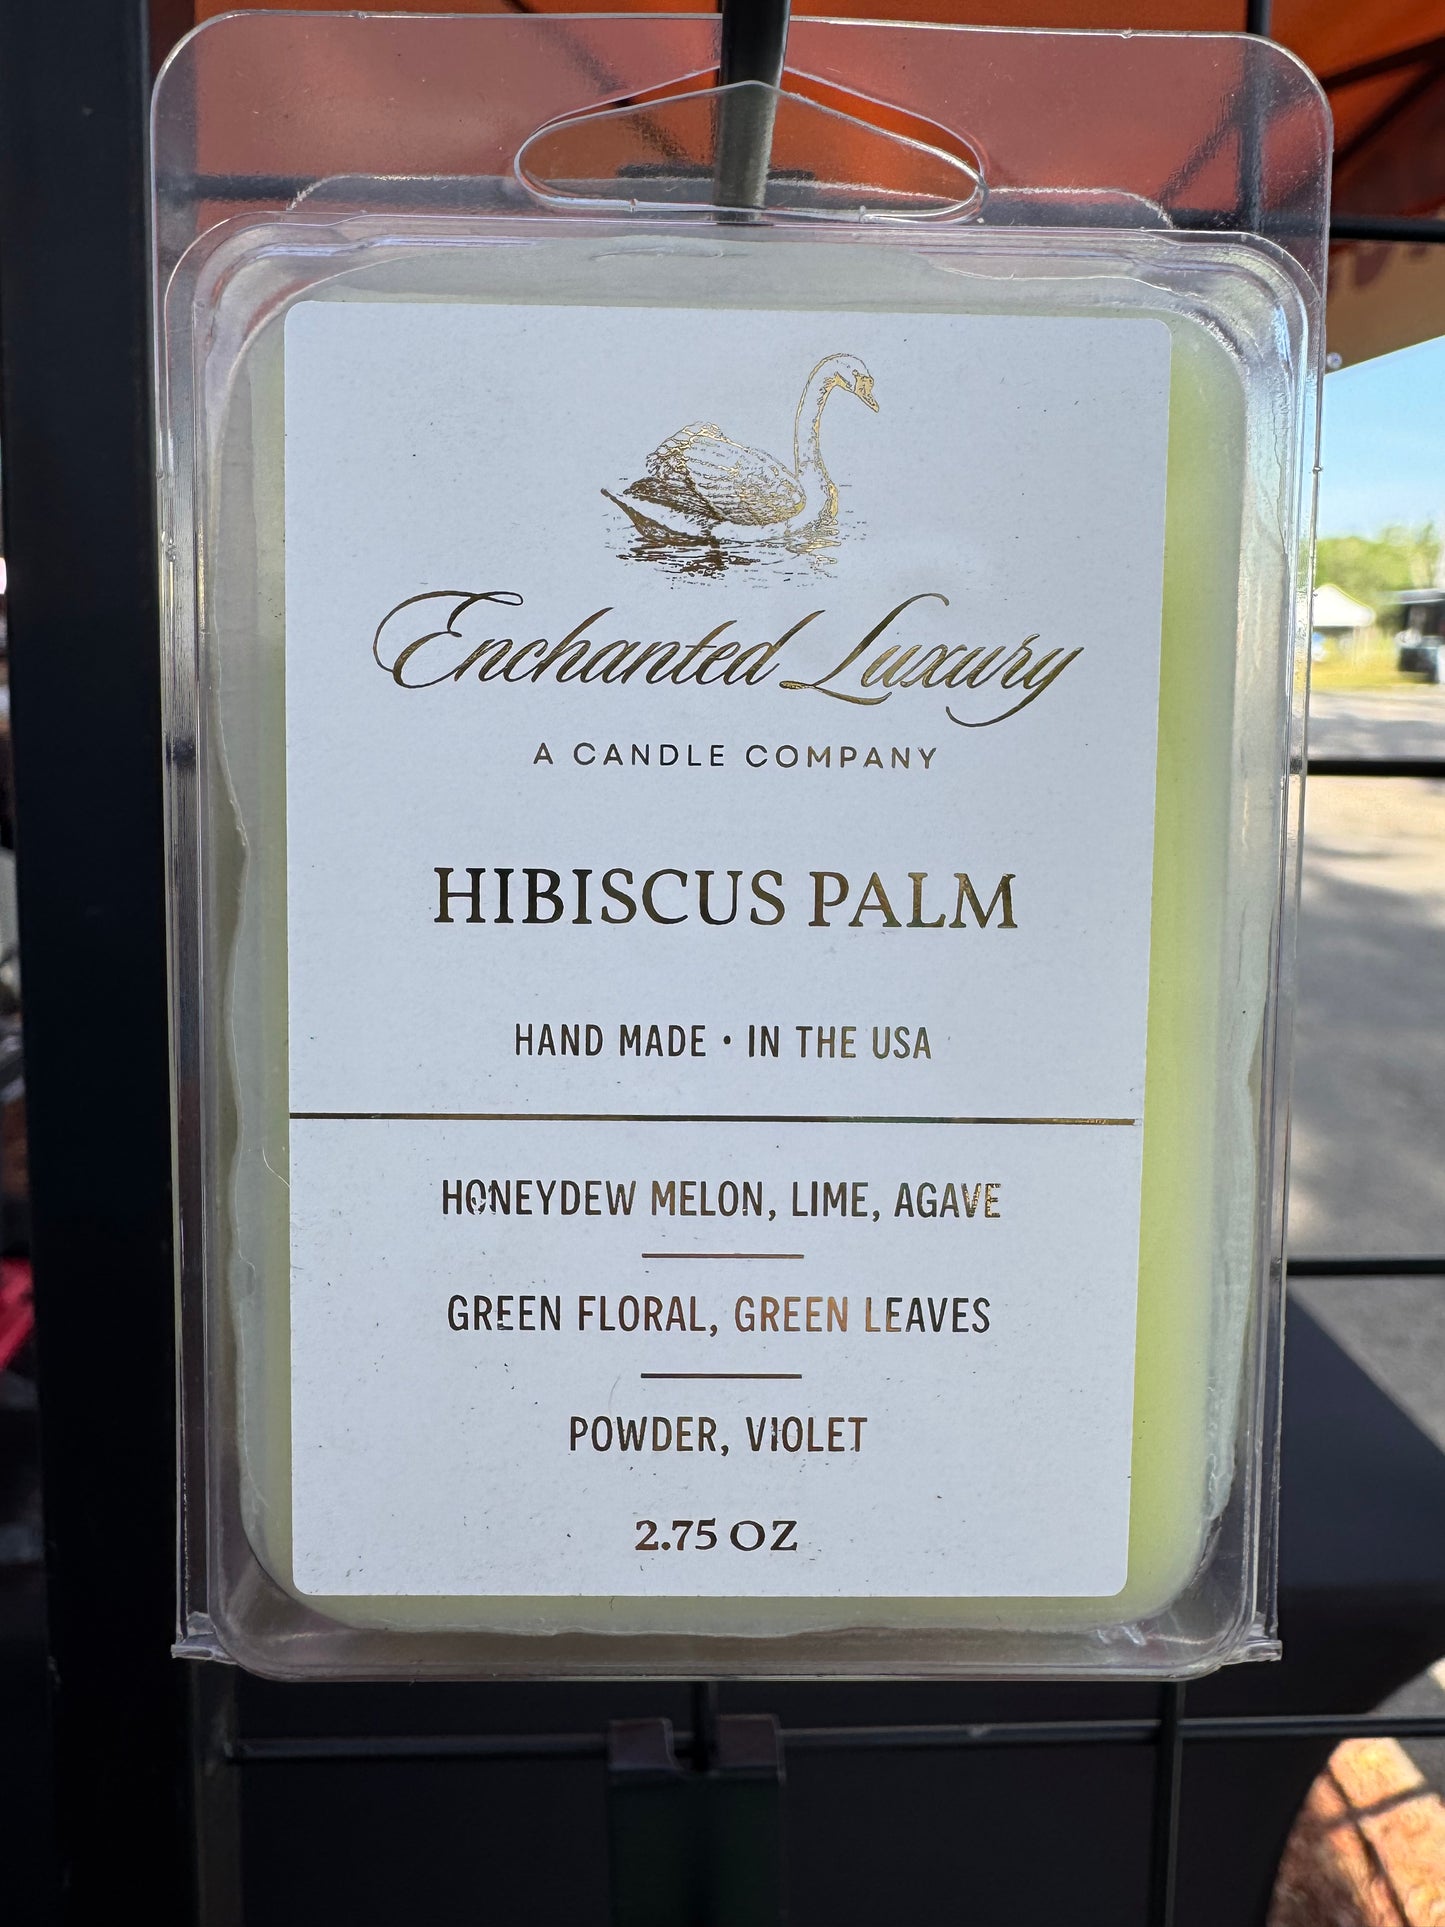 Enchanted Luxury
A CANDLE COMPANY
HIBISCUS PALM
HAND MADE • IN THE USA
HONEYDEW MELON, LIME, AGAVE
GREEN FLORAL, GREEN LEAVES
POWDER, VIOLET
2.75 OZ